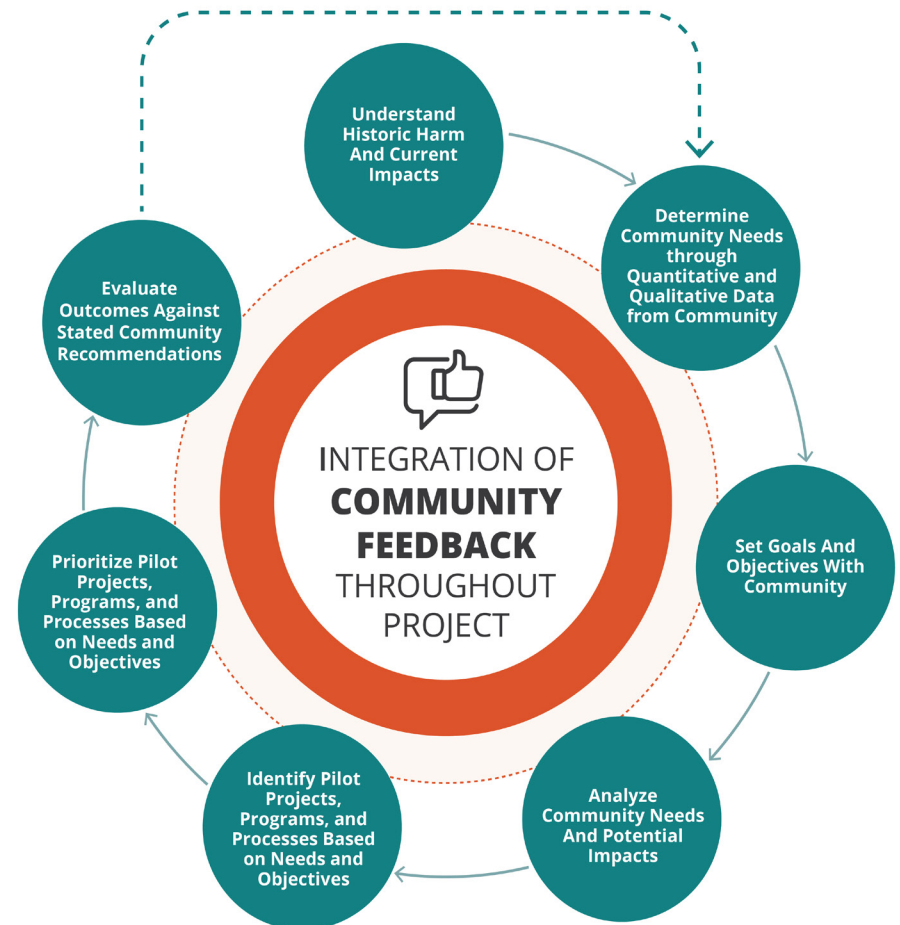 Understand
Historic Harm
And Current
Impacts
Determine
Community Needs
through
Quantitative and
Qualitative Data
from Community
Set Goals And
Objectives With
Community
Analyze
Community Needs
And Potential
Impacts
Identify Pilot
Projects,
Programs, and
Processes Based
on Needs and
Objectives
Prioritize Pilot
Projects,
Programs, and
Processes Based
on Needs and
Objectives
Evaluate
Outcomes Against
Stated Community
Recommendations
INTEGRATION OF
COMMUNITY
FEEDBACK
THROUGHOUT
PROJECT